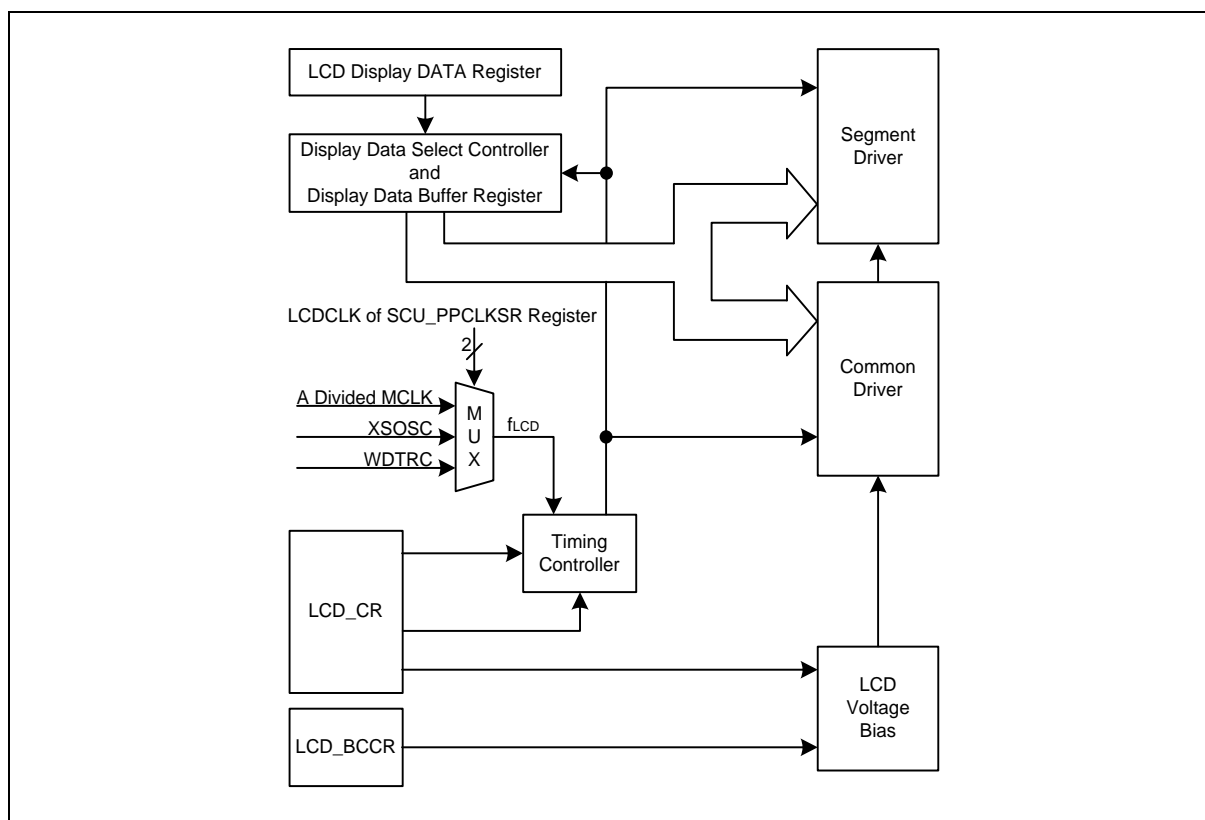 LCD Display DATA Register
Display Data Select Controller
and
Display Data Buffer Register
Segment
Driver
LCDCLK of SCU_PPCLKSR Register
2
A Divided MCLK
XSOSC
WDTRC
M
U
X
fLCD
Common
Driver
Timing
Controller
LCD_CR
LCD_BCCR
LCD
Voltage
Bias